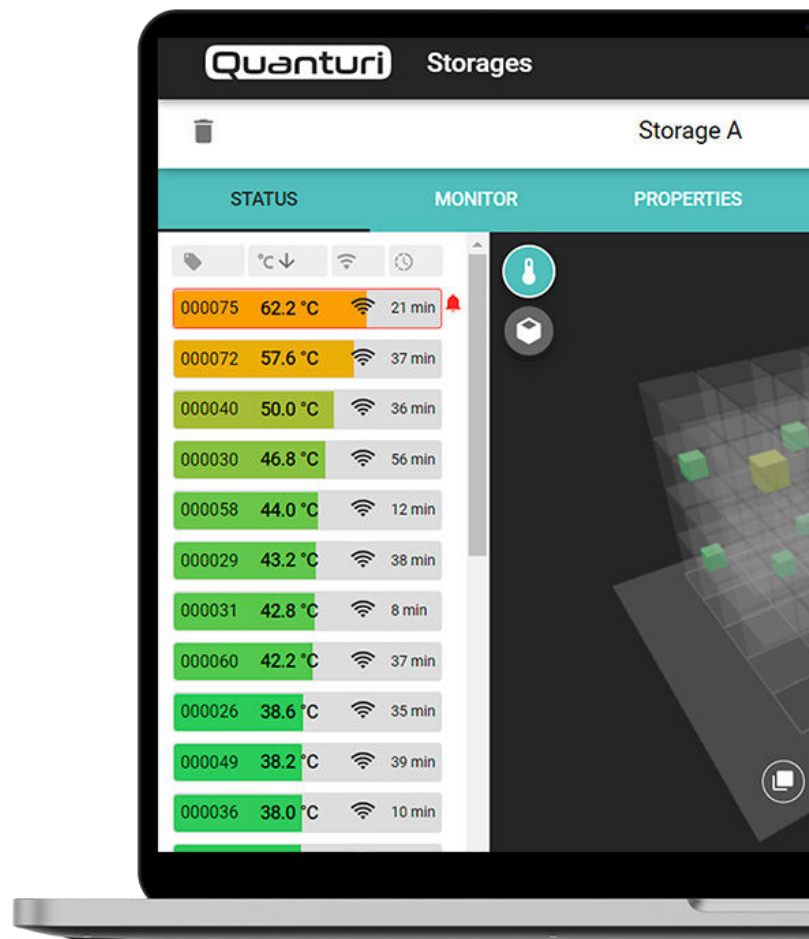 Quanturi Storages
Storage A
STATUS MONITOR PROPERTIES
°C
000075 62.2 °C 21 min
000072 57.6 °C 37 min
000040 50.0 °C 36 min
000030 46.8 °C 56 min
000058 44.0 °C 12 min
000029 43.2 °C 38 min
000031 42.8 °C 8 min
000060 42.2 °C 37 min
000026 38.6 °C 35 min
000049 38.2 °C 39 min
000036 38.0 °C 10 min